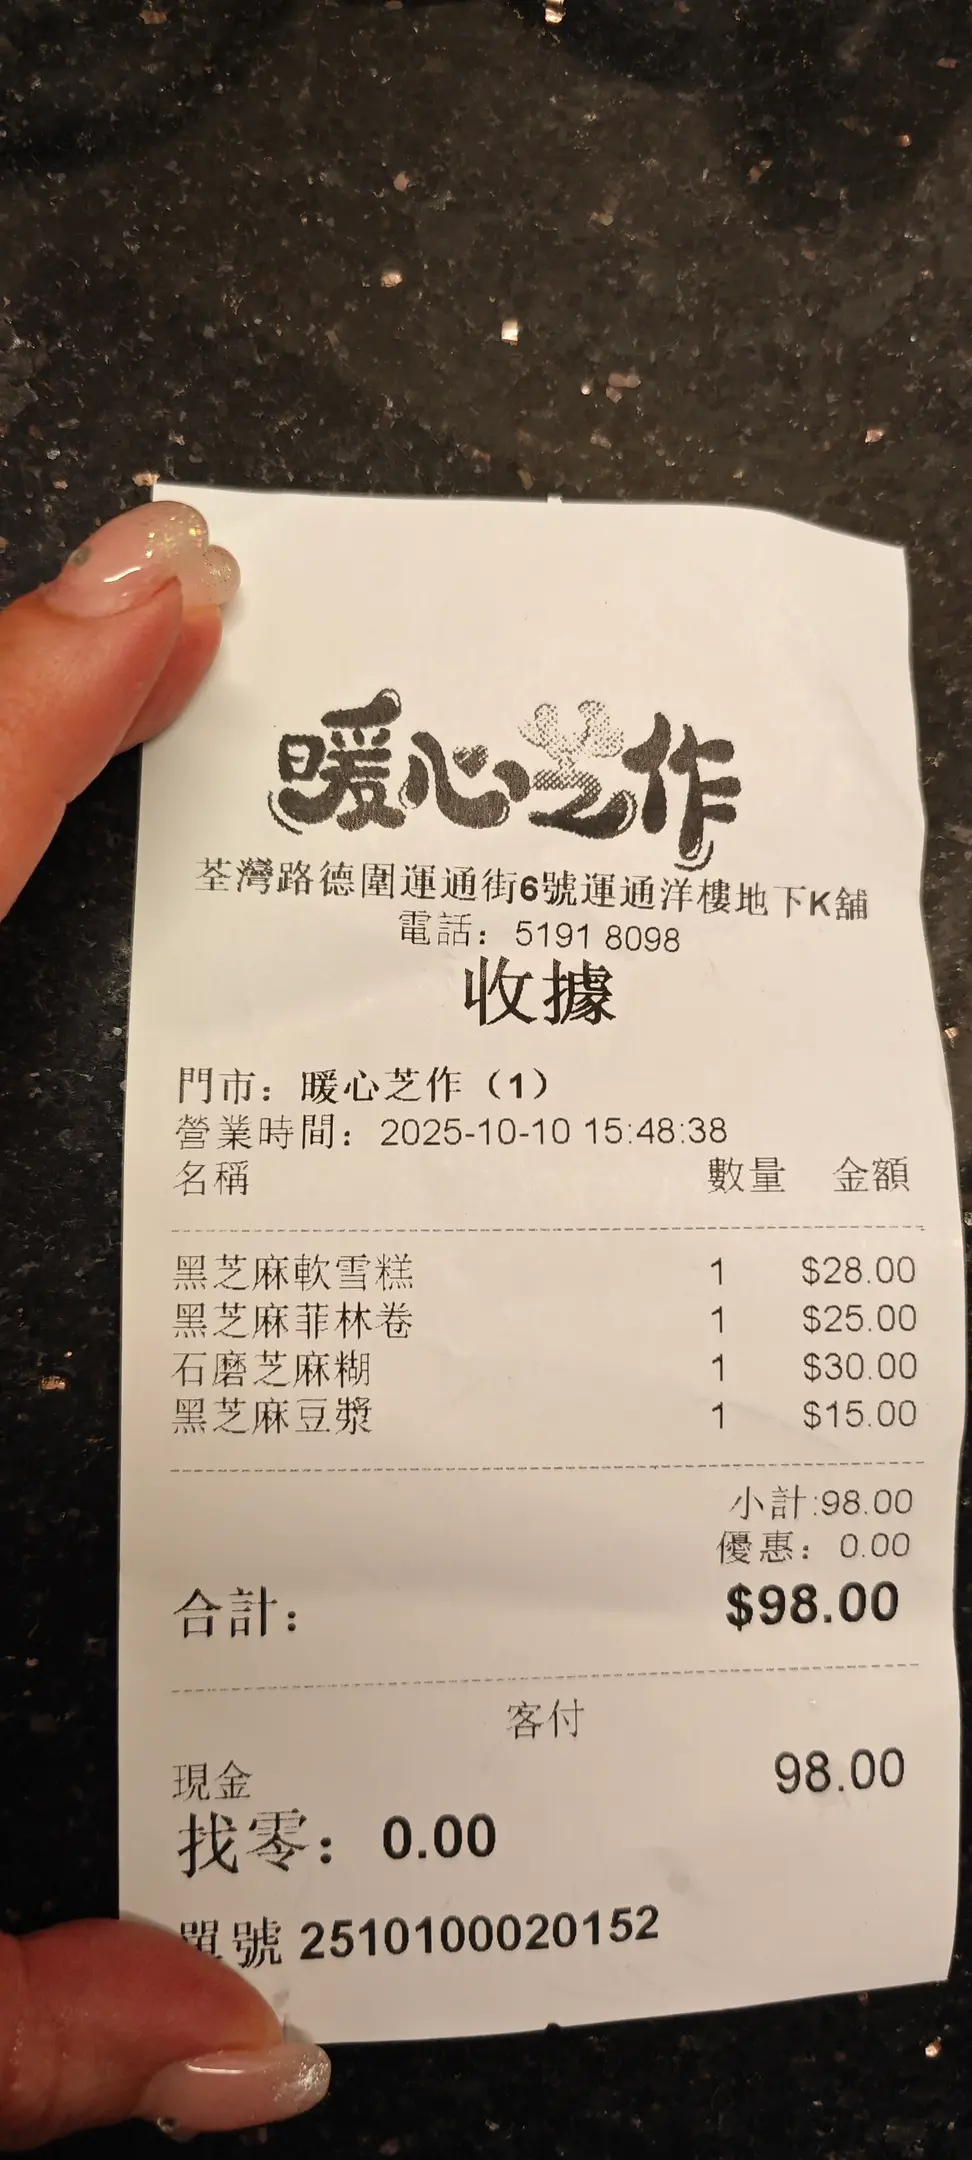 暖心芝作
荃灣路德圍運通街6號運通洋樓地下K舖
電話：5191 8098
收據
門市：暖心芝作（1）
營業時間：2025-10-10 15:48:38
名稱 數量 金額
黑芝麻軟雪糕 1 $28.00
黑芝麻菲林卷 1 $25.00
石磨芝麻糊 1 $30.00
黑芝麻豆漿 1 $15.00
小計:98.00
優惠：0.00
合計：$98.00
客付
現金 98.00
找零：0.00
單號 2510100020152